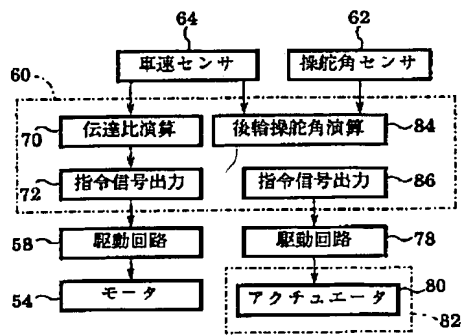 64
62
車速センサ
操舵角センサ
60
伝達比演算
後輪操舵角演算
70
84
指令信号出力
指令信号出力
72
86
駆動回路
駆動回路
58
78
モータ
アクチュエータ
54
80
82